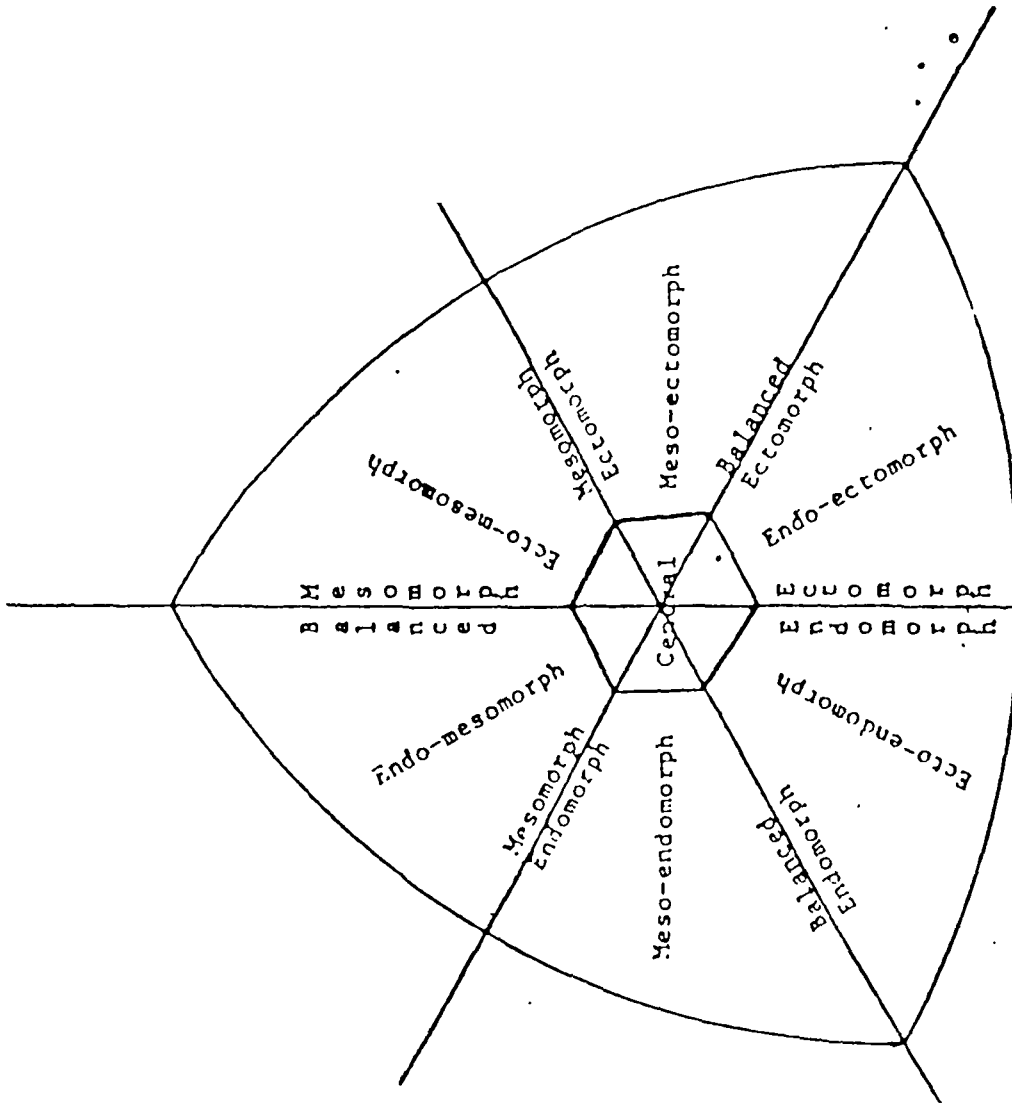 Mesomorph
Balanced
Ecto-mesomorph
Endo-mesomorph
Mesomorph
Ectomorph
Mesomorph
Endomorph
Meso-ectomorph
Central
Meso-endomorph
Balanced
Ectomorph
Balanced
Endomorph
Endo-ectomorph
Ectomorph
Endomorph
Ecto-endomorph